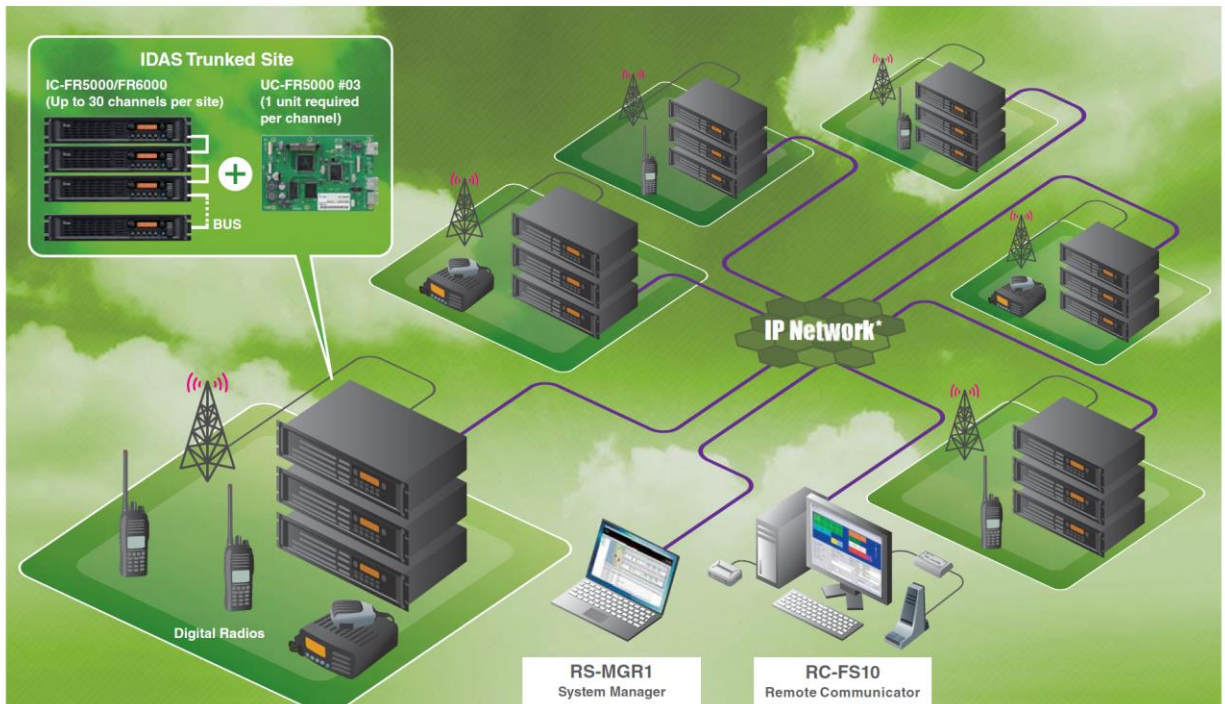 IDAS Trunked Site
IC-FR5000/FR6000
(Up to 30 channels per site)
UC-FR5000 #03
(1 unit required
per channel)
BUS
IP Network*
Digital Radios
RS-MGR1
System Manager
RC-FS10
Remote Communicator